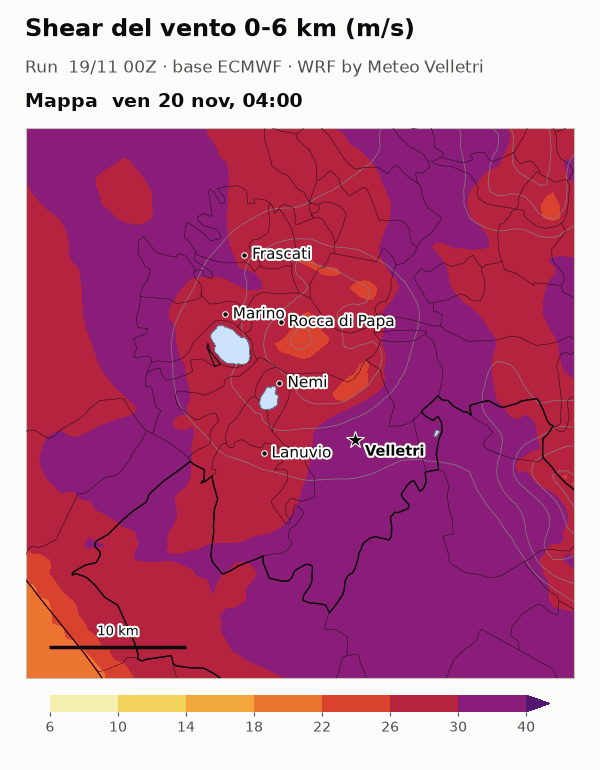 Shear del vento 0-6 km (m/s)
Run  19/11 00Z · base ECMWF · WRF by Meteo Velletri
Mappa  ven 20 nov, 04:00
Frascati
Marino
Rocca di Papa
Nemi
Lanuvio
Velletri
10 km
6 10 14 18 22 26 30 40